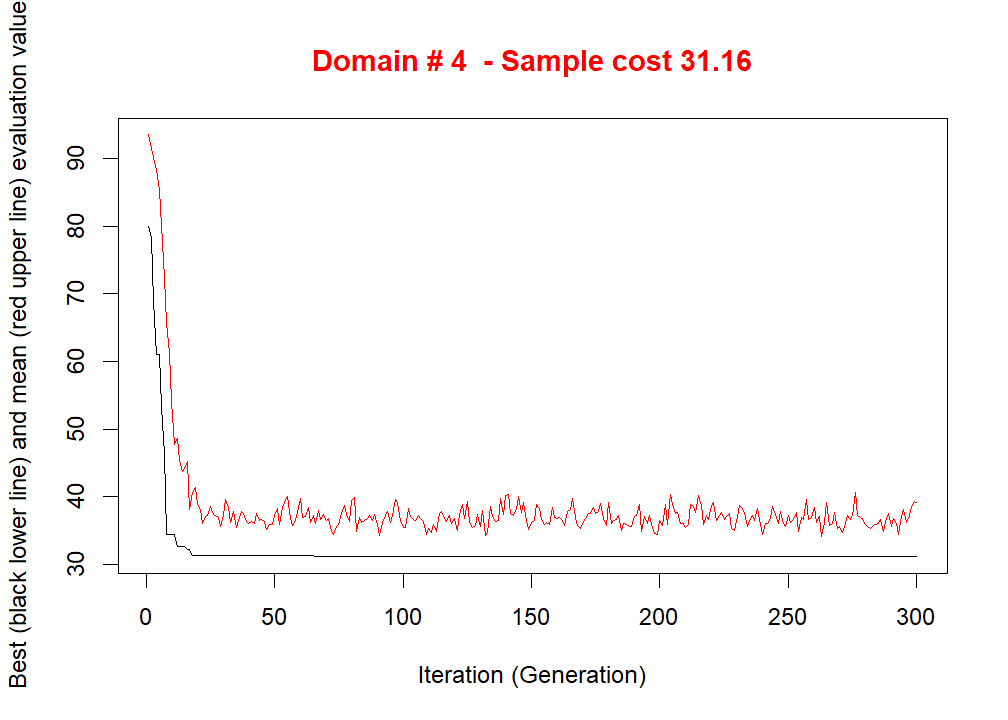 Domain # 4  - Sample cost 31.16
Best (black lower line) and mean (red upper line) evaluation value
90
80
70
60
50
40
30
0 50 100 150 200 250 300
Iteration (Generation)